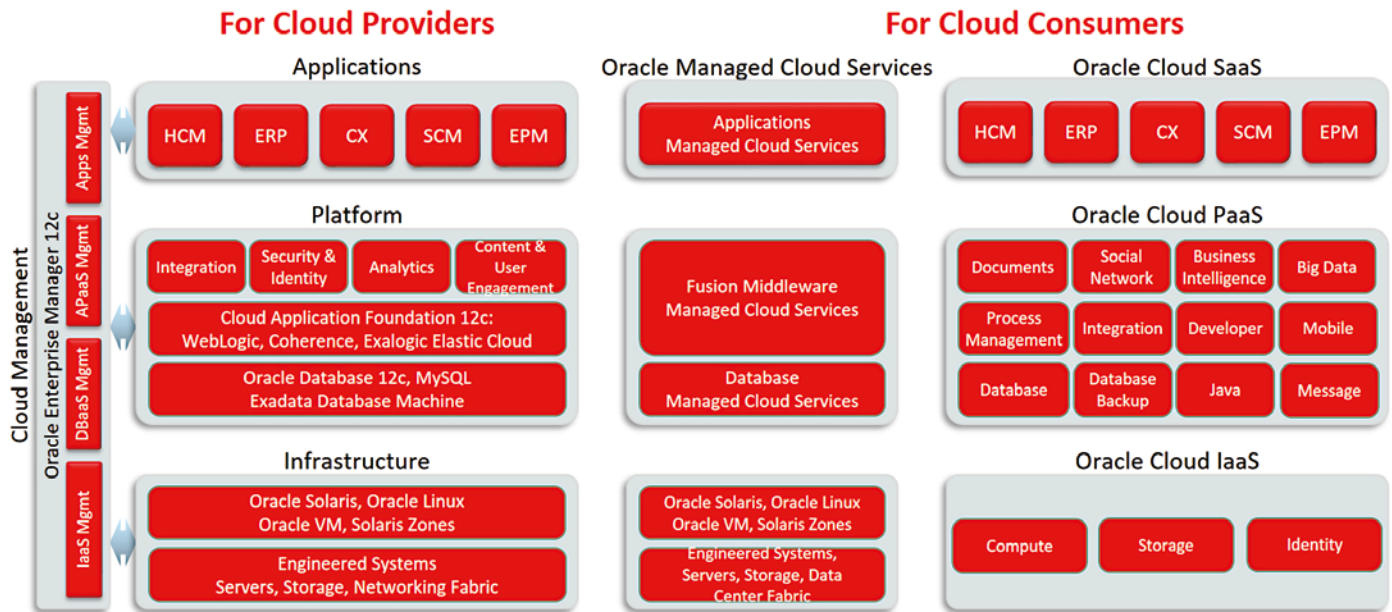 For Cloud Providers
For Cloud Consumers
Cloud Management
Oracle Enterprise Manager 12c
Apps Mgmt
APaaS Mgmt
DBaaS Mgmt
IaaS Mgmt
Applications
HCM
ERP
CX
SCM
EPM
Platform
Integration
Security &
Identity
Analytics
Content &
User
Engagement
Cloud Application Foundation 12c:
WebLogic, Coherence, Exalogic Elastic Cloud
Oracle Database 12c, MySQL
Exadata Database Machine
Infrastructure
Oracle Solaris, Oracle Linux
Oracle VM, Solaris Zones
Engineered Systems
Servers, Storage, Networking Fabric
Oracle Managed Cloud Services
Applications
Managed Cloud Services
Fusion Middleware
Managed Cloud Services
Database
Managed Cloud Services
Oracle Solaris, Oracle Linux
Oracle VM, Solaris Zones
Engineered Systems,
Servers, Storage, Data
Center Fabric
Oracle Cloud SaaS
HCM
ERP
CX
SCM
EPM
Oracle Cloud PaaS
Documents
Social
Network
Business
Intelligence
Big Data
Process
Management
Integration
Developer
Mobile
Database
Database
Backup
Java
Message
Oracle Cloud IaaS
Compute
Storage
Identity